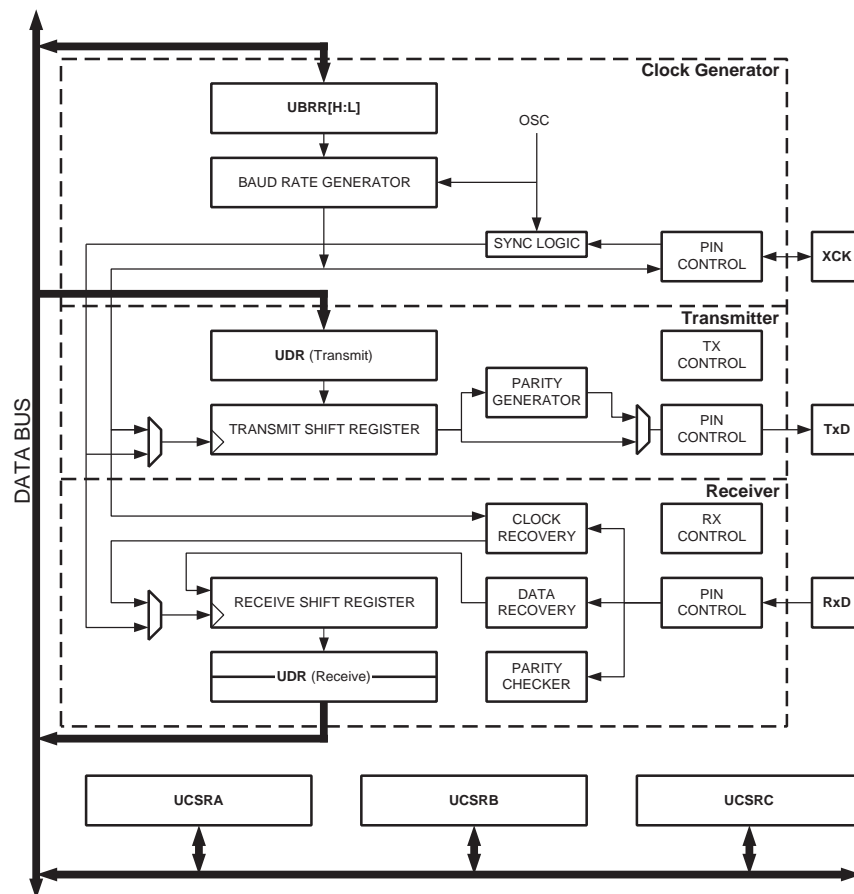 Clock Generator
UBRR[H:L]
OSC
BAUD RATE GENERATOR
SYNC LOGIC
PIN
CONTROL
XCK
Transmitter
UDR (Transmit)
TX
CONTROL
PARITY
GENERATOR
TRANSMIT SHIFT REGISTER
PIN
CONTROL
TxD
DATA BUS
Receiver
CLOCK
RECOVERY
RX
CONTROL
RECEIVE SHIFT REGISTER
DATA
RECOVERY
PIN
CONTROL
RxD
UDR (Receive)
PARITY
CHECKER
UCSRA
UCSRB
UCSRC